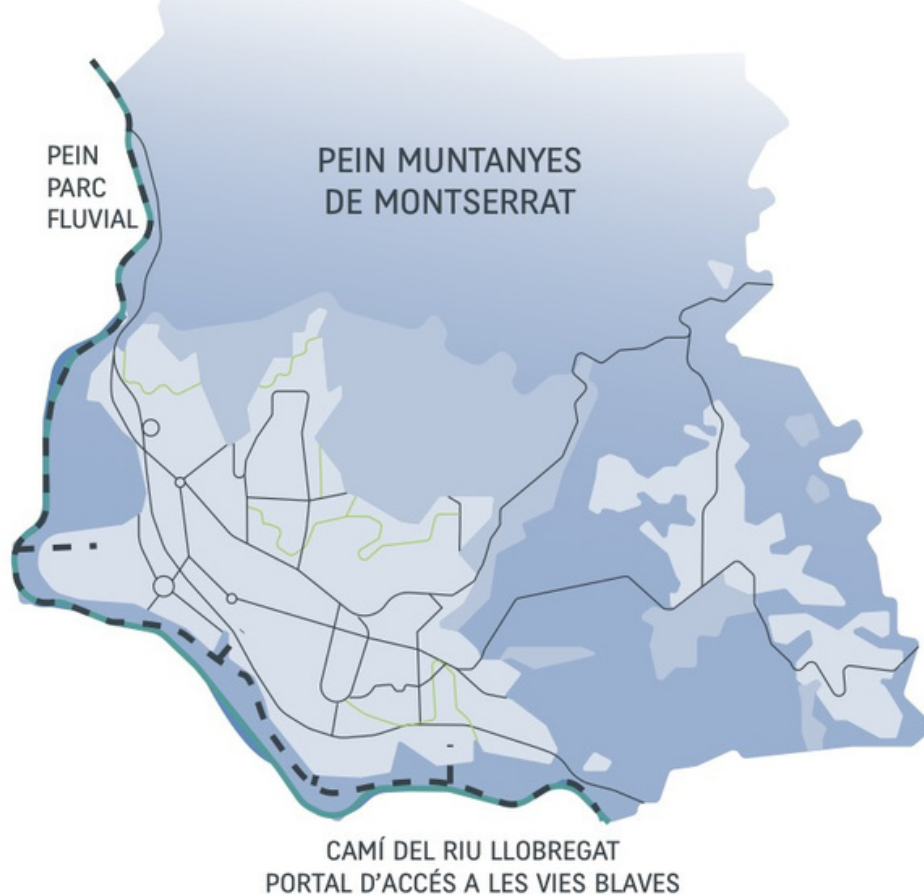 PEIN
PARC
FLUVIAL
PEIN MUNTANYES
DE MONTSERRAT
CAMÍ DEL RIU LLOBREGAT
PORTAL D'ACCÉS A LES VIES BLAVES